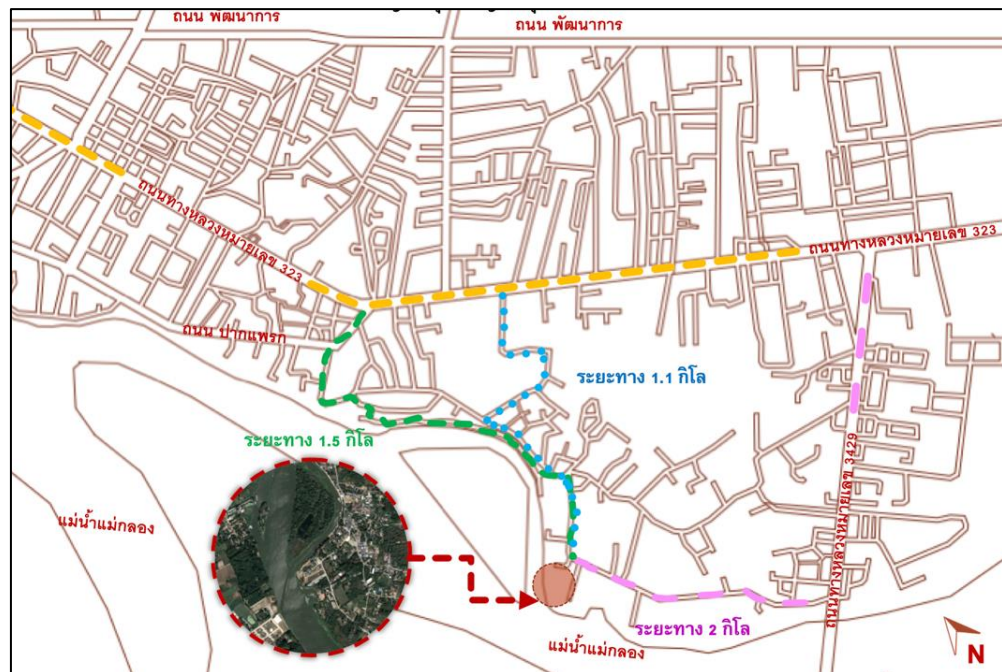 ถนน พัฒนาการ
ถนน พัฒนาการ
ถนนทางหลวงหมายเลข 323
ถนนทางหลวงหมายเลข 323
ถนน ปากแพรก
ระยะทาง 1.1 กิโล
ระยะทาง 1.5 กิโล
ถนนทางหลวงหมายเลข 3429
แม่น้ำแม่กลอง
ระยะทาง 2 กิโล
แม่น้ำแม่กลอง
N